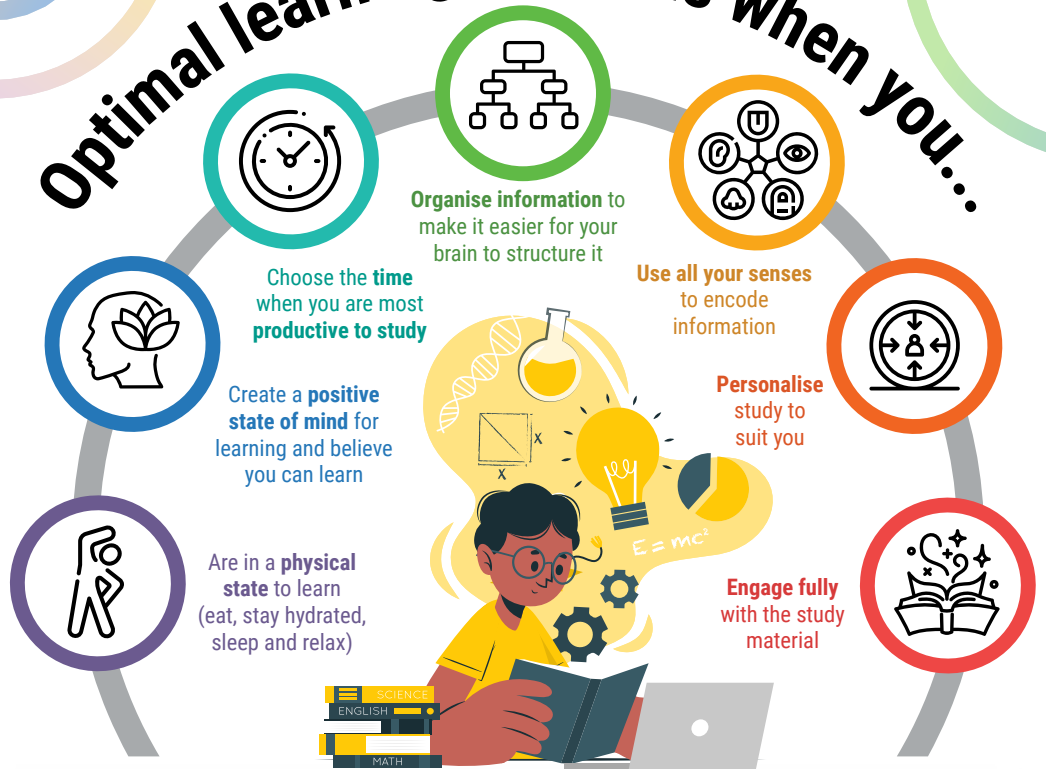 Optimal
when you...
Are in a physical
state to learn
(eat, stay hydrated,
sleep and relax)
Create a positive
state of mind for
learning and believe
you can learn
Choose the time
when you are most
productive to study
Organise information to
make it easier for your
brain to structure it
Use all your senses
to encode
information
Personalise
study to
suit you
Engage fully
with the study
material
X
X
E = mc²
SCIENCE
ENGLISH
MATH